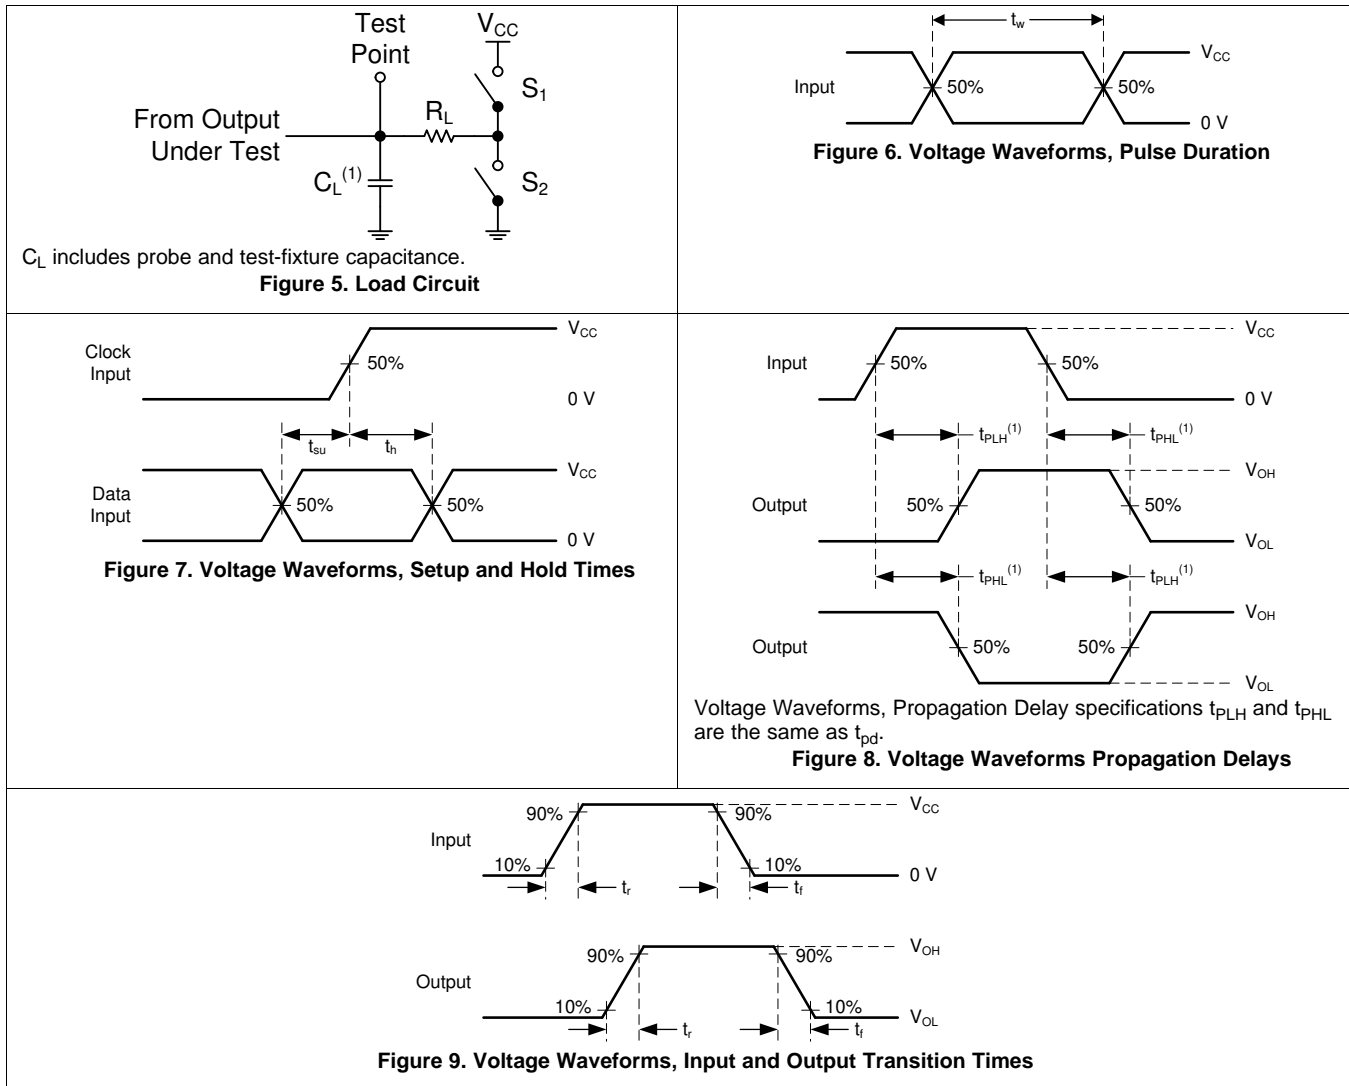 Test
Point
V_CC
S_1
R_L
From Output
Under Test
C_L^(1)
S_2
C_L includes probe and test-fixture capacitance.
Figure 5. Load Circuit
t_w
V_CC
Input
50%
50%
0 V
Figure 6. Voltage Waveforms, Pulse Duration
V_CC
Clock
Input
50%
0 V
t_su
t_h
V_CC
Data
Input
50%
50%
0 V
Figure 7. Voltage Waveforms, Setup and Hold Times
V_CC
Input
50%
50%
0 V
t_PLH^(1)
t_PHL^(1)
V_OH
Output
50%
50%
V_OL
t_PHL^(1)
t_PLH^(1)
V_OH
Output
50%
50%
V_OL
Voltage Waveforms, Propagation Delay specifications t_PLH and t_PHL
are the same as t_pd.
Figure 8. Voltage Waveforms Propagation Delays
V_CC
90%
90%
Input
10%
10%
0 V
t_r
t_f
V_OH
90%
90%
Output
10%
10%
V_OL
t_r
t_f
Figure 9. Voltage Waveforms, Input and Output Transition Times